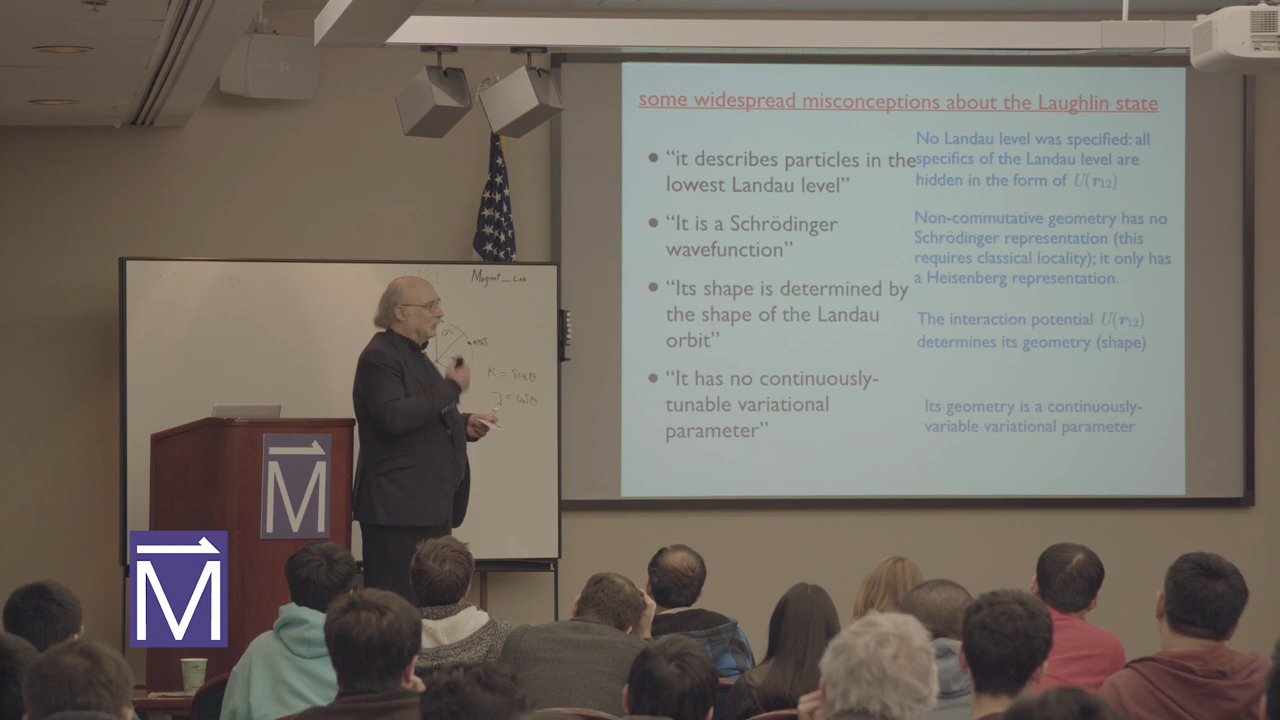 some widespread misconceptions about the Laughlin state
• “it describes particles in the
lowest Landau level”
No Landau level was specified: all
specifics of the Landau level are
hidden in the form of U(r12)
• “It is a Schrödinger
wavefunction”
Non-commutative geometry has no
Schrödinger representation (this
requires classical locality); it only has
a Heisenberg representation.
• “Its shape is determined by
the shape of the Landau
orbit”
The interaction potential U(r12)
determines its geometry (shape)
• “It has no continuously-
tunable variational
parameter”
Its geometry is a continuously-
variable variational parameter
K = Sinθ
J = cosθ
M
M